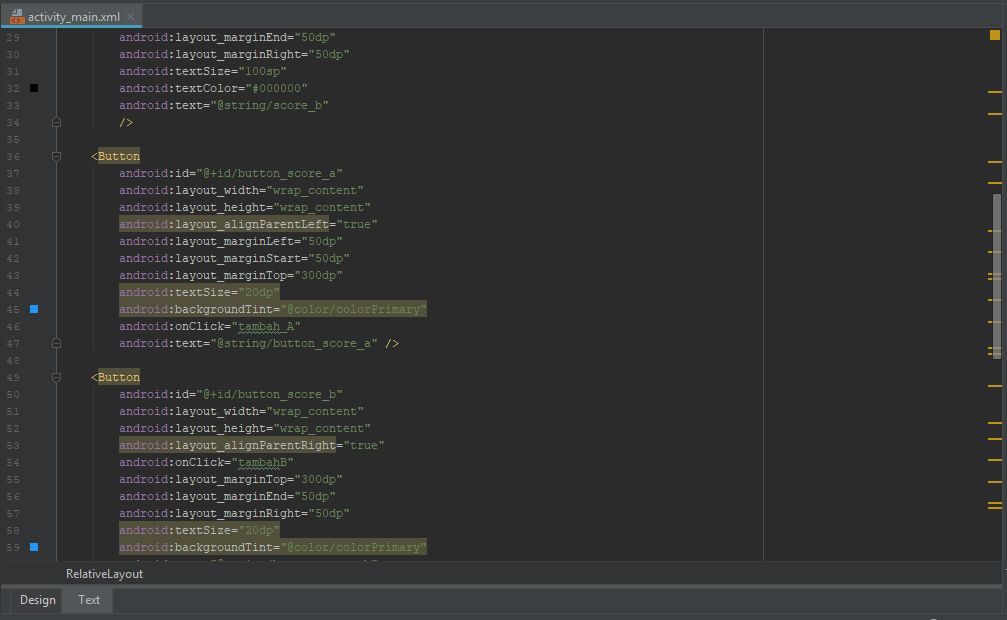 activity_main.xml
29 android:layout_marginEnd="50dp"
30 android:layout_marginRight="50dp"
31 android:textSize="100sp"
32 android:textColor="#000000"
33 android:text="@string/score_b"
34 />
35
36 <Button
37 android:id="@+id/button_score_a"
38 android:layout_width="wrap_content"
39 android:layout_height="wrap_content"
40 android:layout_alignParentLeft="true"
41 android:layout_marginLeft="50dp"
42 android:layout_marginStart="50dp"
43 android:layout_marginTop="300dp"
44 android:textSize="20dp"
45 android:backgroundTint="@color/colorPrimary"
46 android:onClick="tambah_A"
47 android:text="@string/button_score_a" />
48
49 <Button
50 android:id="@+id/button_score_b"
51 android:layout_width="wrap_content"
52 android:layout_height="wrap_content"
53 android:layout_alignParentRight="true"
54 android:onClick="tambahB"
55 android:layout_marginTop="300dp"
56 android:layout_marginEnd="50dp"
57 android:layout_marginRight="50dp"
58 android:textSize="20dp"
59 android:backgroundTint="@color/colorPrimary"
RelativeLayout
Design Text